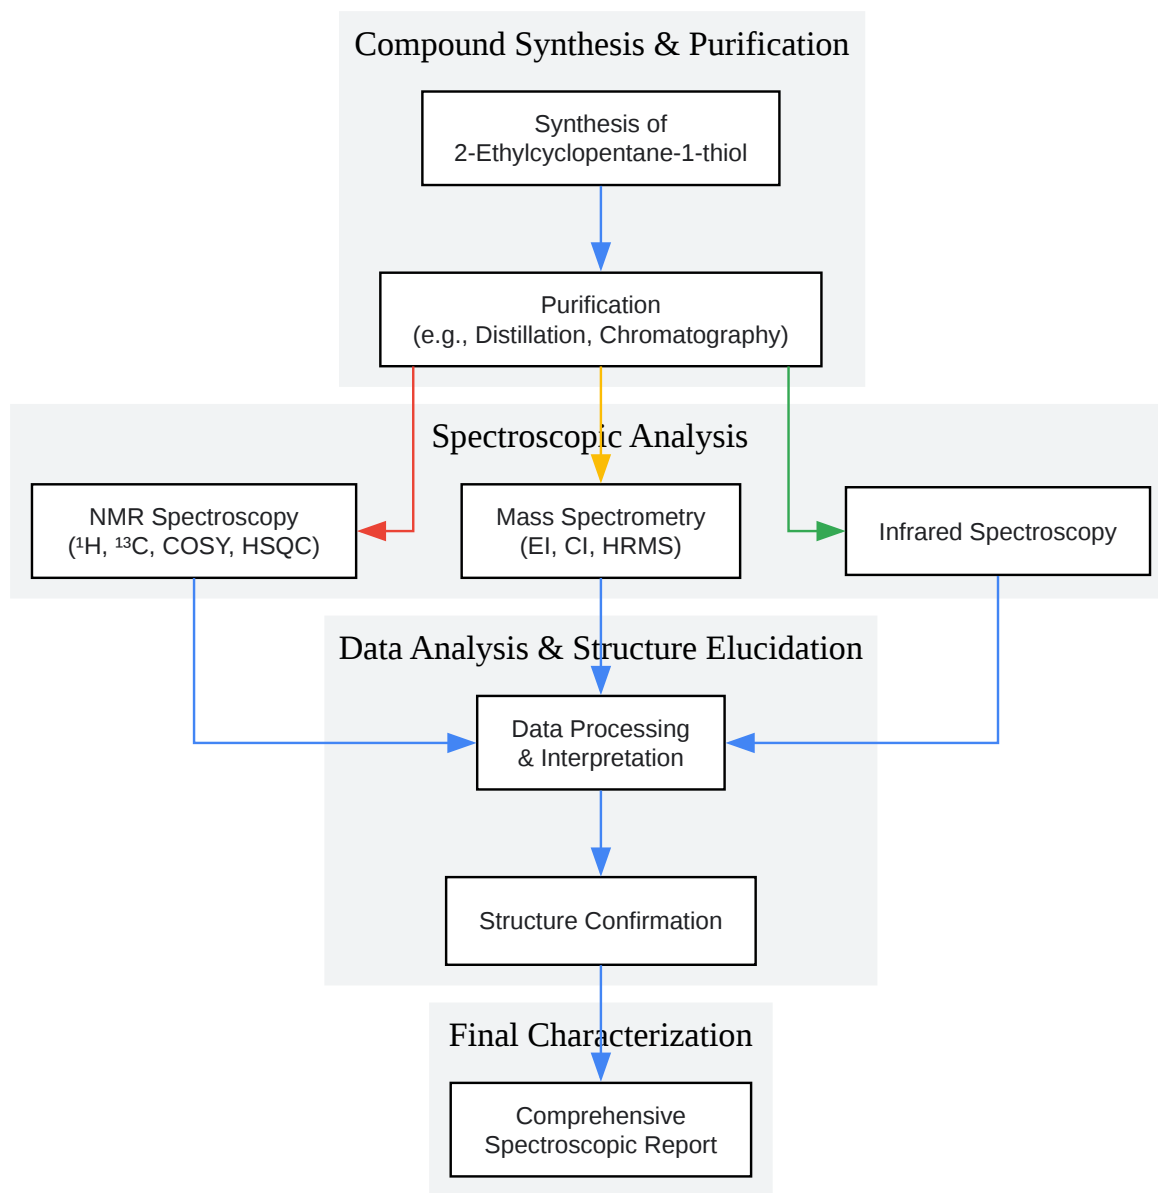 Compound Synthesis & Purification
Synthesis of
2-Ethylcyclopentane-1-thiol
Purification
(e.g., Distillation, Chromatography)
Spectroscopic Analysis
NMR Spectroscopy
(¹H, ¹³C, COSY, HSQC)
Mass Spectrometry
(EI, CI, HRMS)
Infrared Spectroscopy
Data Analysis & Structure Elucidation
Data Processing
& Interpretation
Structure Confirmation
Final Characterization
Comprehensive
Spectroscopic Report